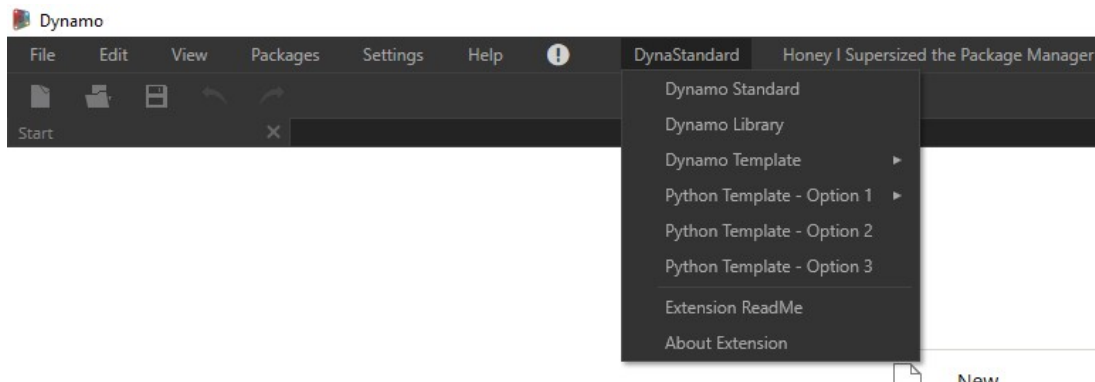 Dynamo
File Edit View Packages Settings Help DynaStandard Honey I Supersized the Package Manager
Start
Dynamo Standard
Dynamo Library
Dynamo Template
Python Template - Option 1
Python Template - Option 2
Python Template - Option 3
Extension ReadMe
About Extension
New